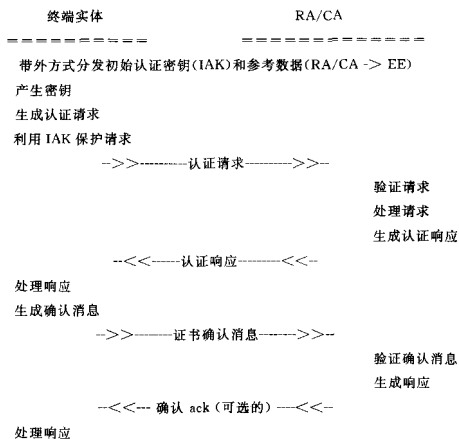 终端实体 RA/CA
==================== ====================
带外方式分发初始认证密钥(IAK)和参考数据(RA/CA -> EE)
产生密钥
生成认证请求
利用 IAK 保护请求
-->>----------认证请求---------->>--
验证请求
处理请求
生成认证响应
--<<------认证响应--------<<--
处理响应
生成确认消息
-->>--------证书确认消息------->>--
验证确认消息
生成响应
--<<--- 确认 ack (可选的) ----<<--
处理响应